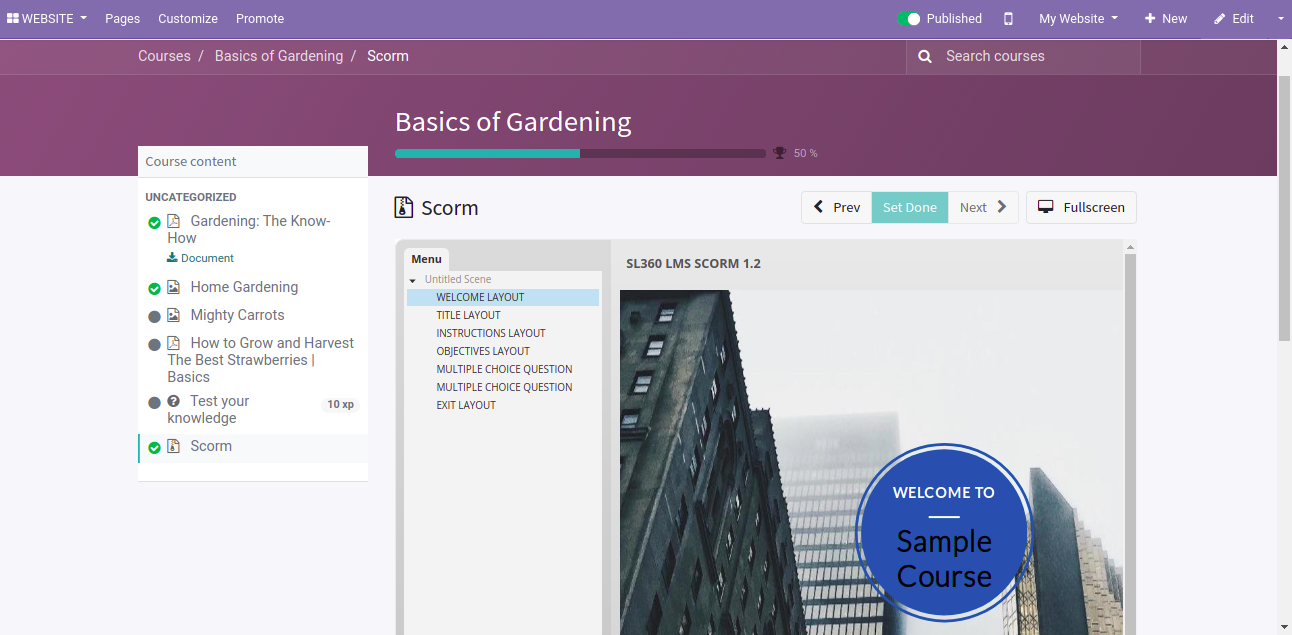 WEBSITE Pages Customize Promote Published My Website New Edit
Courses / Basics of Gardening / Scorm Search courses
Basics of Gardening
50 %
Course content
UNCATEGORIZED
Gardening: The Know-
How
Document
Home Gardening
Mighty Carrots
How to Grow and Harvest
The Best Strawberries |
Basics
Test your
knowledge
10 xp
Scorm
Scorm
Prev Set Done Next Fullscreen
Menu
Untitled Scene
WELCOME LAYOUT
TITLE LAYOUT
INSTRUCTIONS LAYOUT
OBJECTIVES LAYOUT
MULTIPLE CHOICE QUESTION
MULTIPLE CHOICE QUESTION
EXIT LAYOUT
SL360 LMS SCORM 1.2
WELCOME TO
Sample
Course